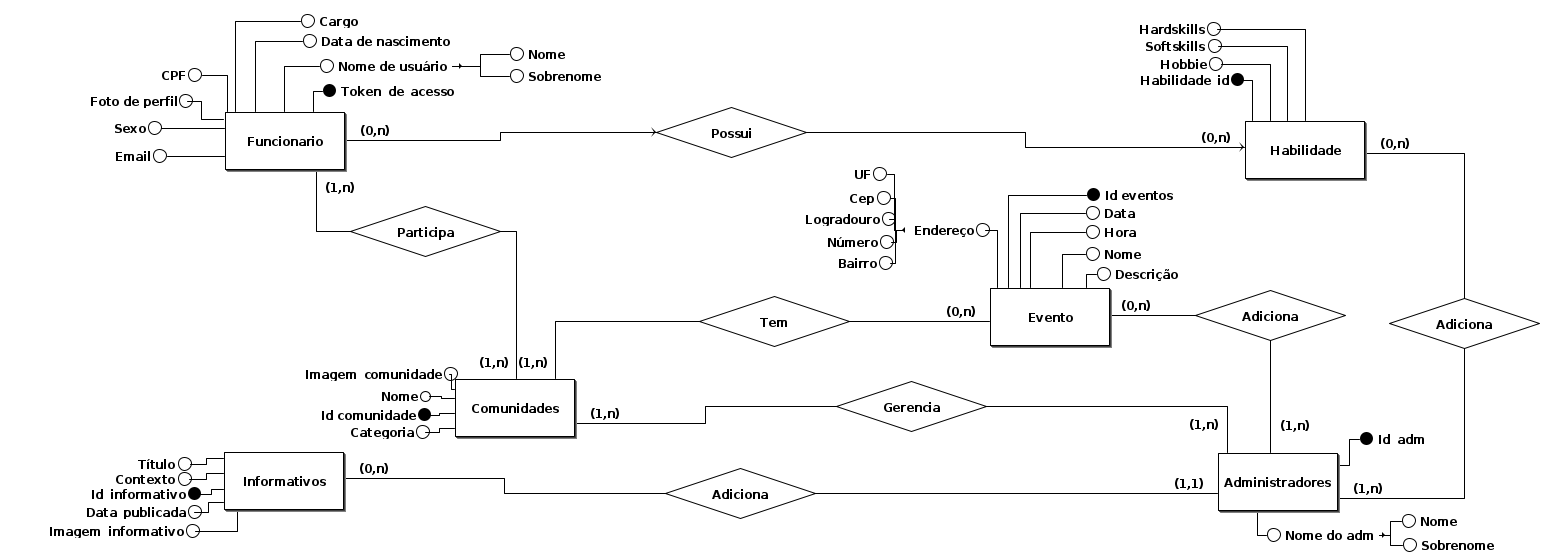 Cargo
Data de nascimento
Nome de usuário
Nome
Sobrenome
CPF
Foto de perfil
Token de acesso
Sexo
Email
Funcionario
(0,n)
Possui
(0,n)
Hardskills
Softskills
Hobbie
Habilidade id
Habilidade
(0,n)
(1,n)
Participa
UF
Cep
Logradouro
Número
Bairro
Endereço
Id eventos
Data
Hora
Nome
Descrição
Evento
(0,n)
(0,n)
Tem
Adiciona
Adiciona
(1,n)
(1,n)
Imagem comunidade
Nome
Id comunidade
Categoria
Comunidades
(1,n)
Gerencia
(1,n)
(1,n)
Id adm
Título
Contexto
Id informativo
Data publicada
Imagem informativo
Informativos
(0,n)
Adiciona
(1,1)
Administradores
(1,n)
Nome do adm
Nome
Sobrenome